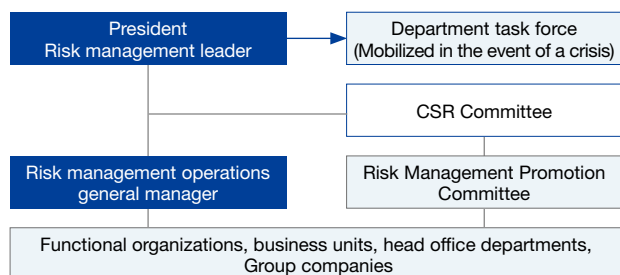 President
Risk management leader
Department task force
(Mobilized in the event of a crisis)
CSR Committee
Risk management operations
general manager
Risk Management Promotion
Committee
Functional organizations, business units, head office departments,
Group companies